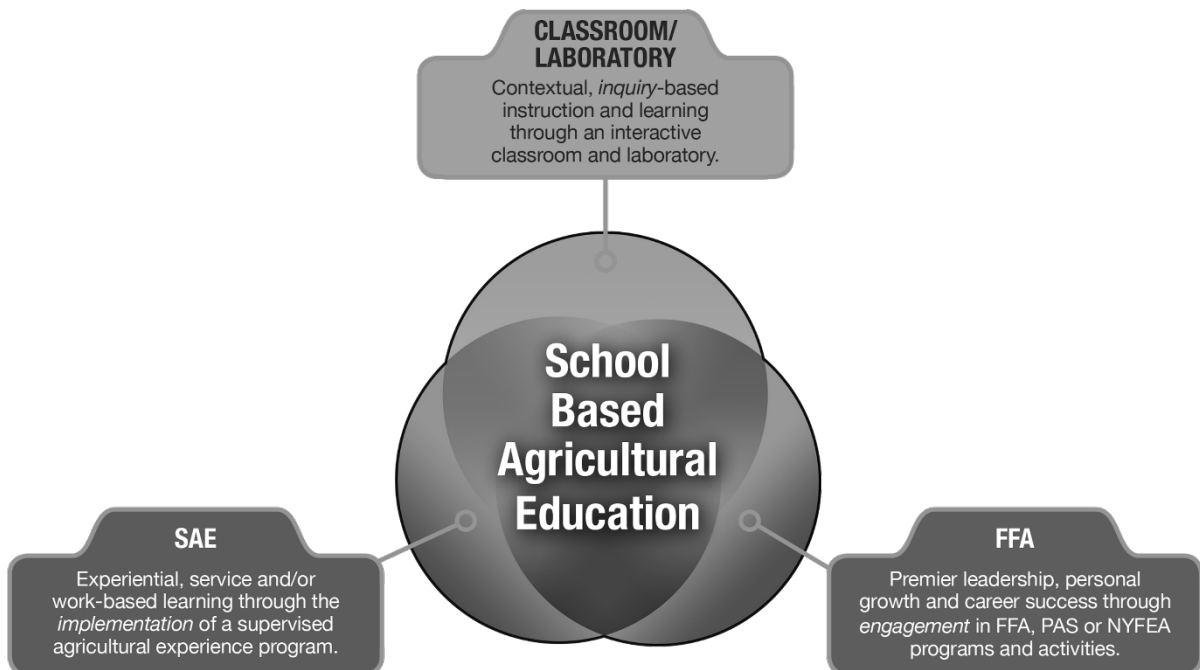 CLASSROOM/
LABORATORY
Contextual, inquiry-based
instruction and learning
through an interactive
classroom and laboratory.
School
Based
Agricultural
Education
SAE
Experiential, service and/or
work-based learning through the
implementation of a supervised
agricultural experience program.
FFA
Premier leadership, personal
growth and career success through
engagement in FFA, PAS or NYFEA
programs and activities.